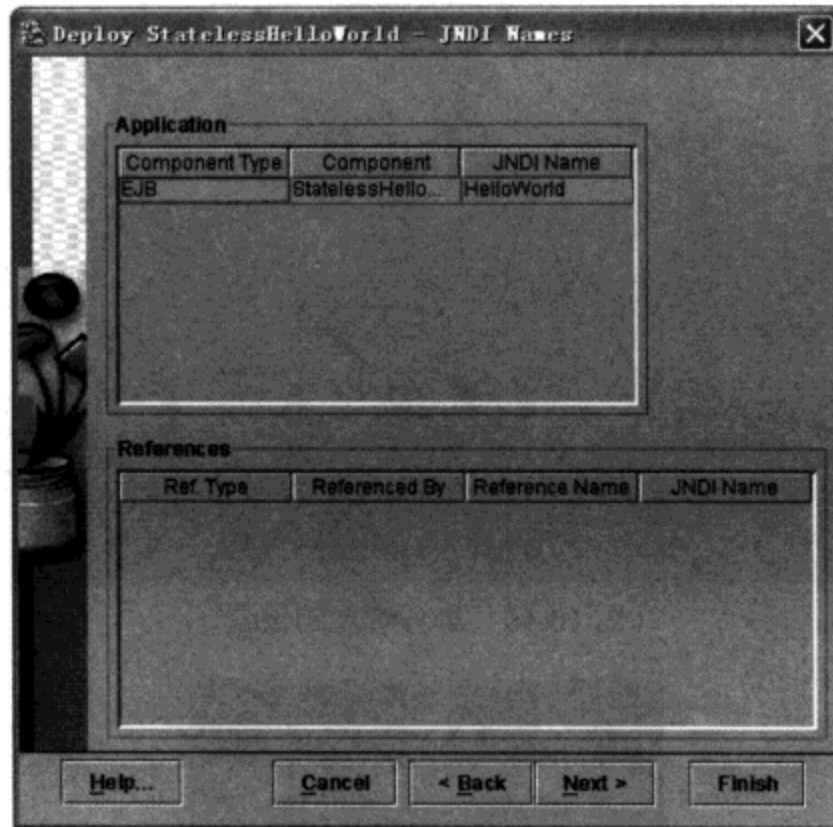 Deploy StatelessHelloWorld - JNDI Names
Application
Component Type Component JNDI Name
EJB StatelessHello... HelloWorld
References
Ref. Type Referenced By Reference Name JNDI Name
Help... Cancel < Back Next > Finish